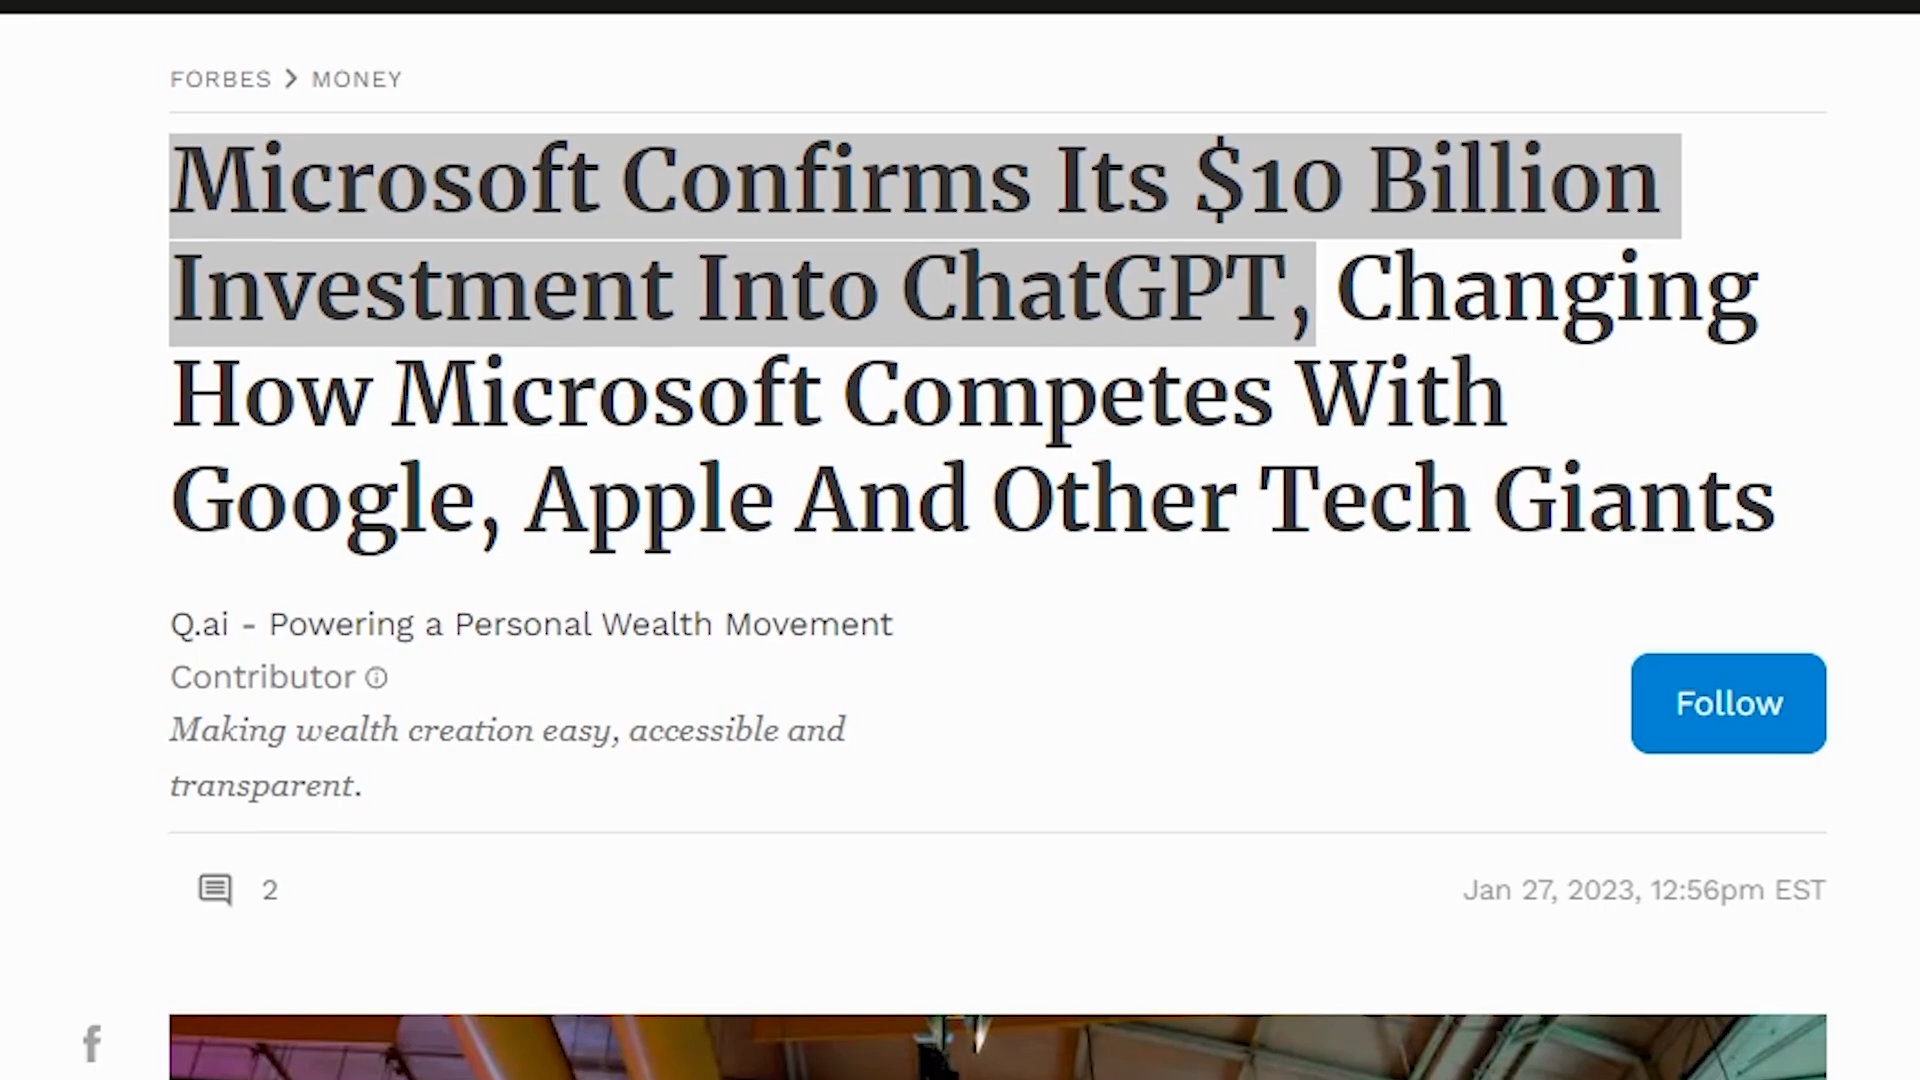 FORBES > MONEY
Microsoft Confirms Its $10 Billion
Investment Into ChatGPT, Changing
How Microsoft Competes With
Google, Apple And Other Tech Giants
Q.ai - Powering a Personal Wealth Movement
Contributor
Making wealth creation easy, accessible and
transparent.
Follow
2
Jan 27, 2023, 12:56pm EST